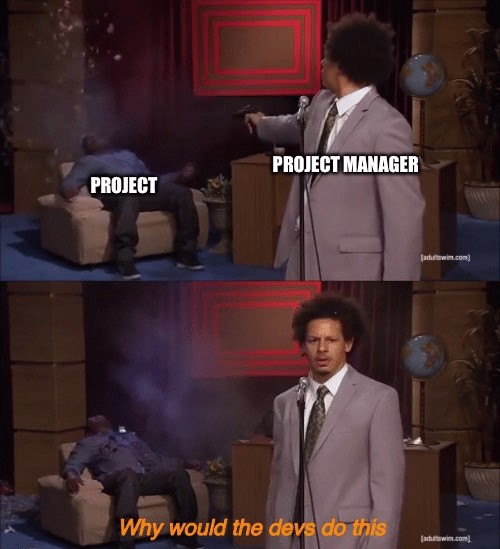 PROJECT MANAGER
PROJECT
[adultswim.com]
Why would the devs do this
[adultswim.com]